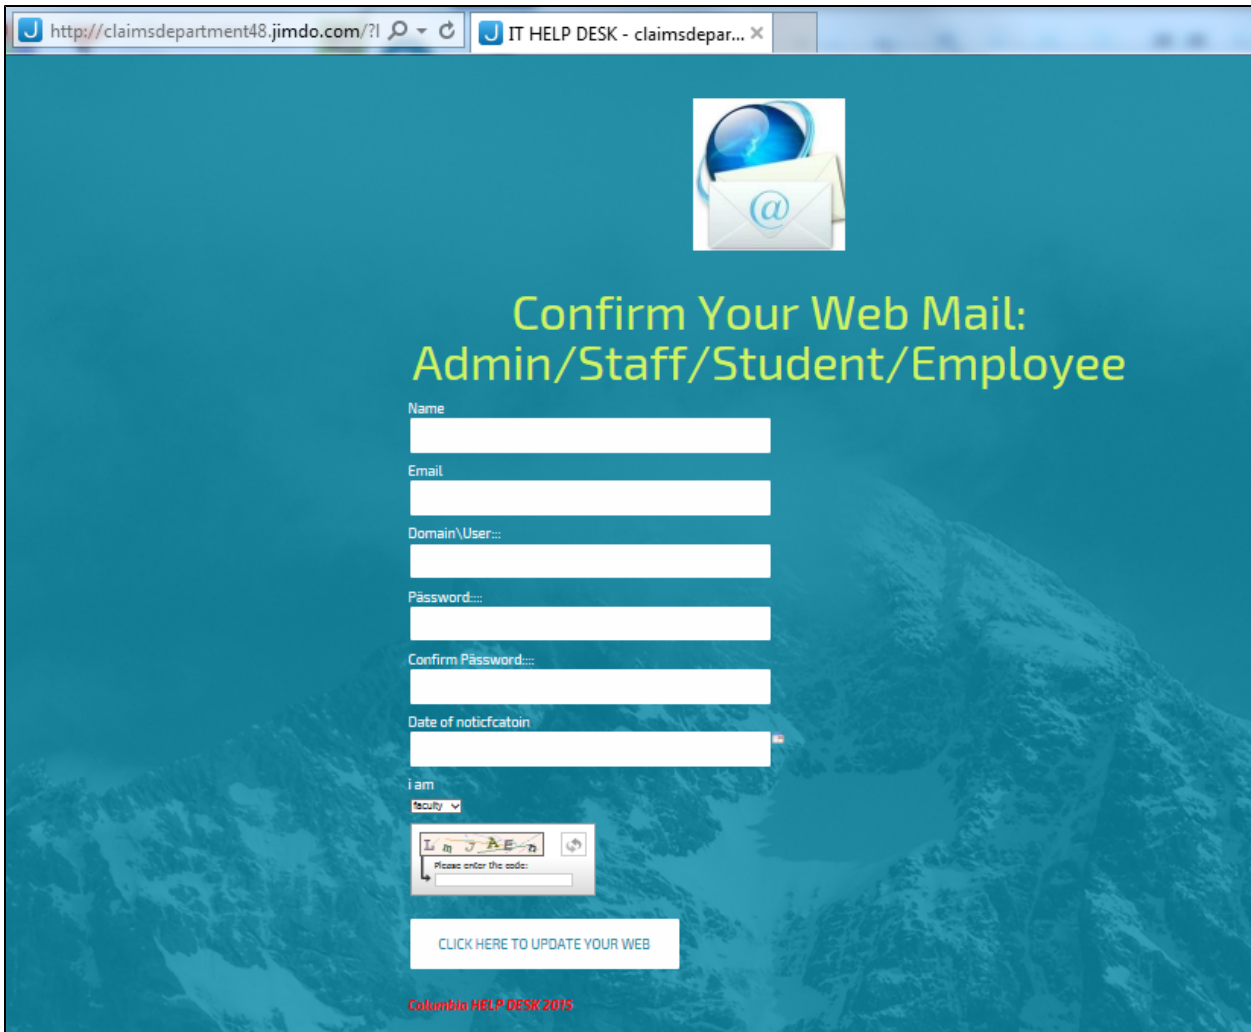 http://claimsdepartment48.jimdo.com/?l
IT HELP DESK - claimsdepar...
@
Confirm Your Web Mail:
Admin/Staff/Student/Employee
Name
Email
Domain\User:::
Pässword::::
Confirm Pässword::::
Date of noticfcatoin
i am
faculty
L m J A E n
Please enter the code:
CLICK HERE TO UPDATE YOUR WEB
Columbia HELP DESK 2015